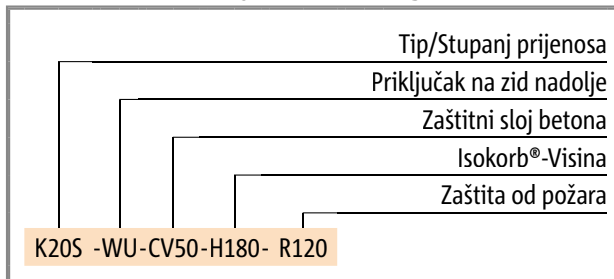 Tip/Stupanj prijenosa
Priključak na zid nadolje
Zaštitni sloj betona
Isokorb®-Visina
Zaštita od požara
K20S -WU-CV50-H180- R120